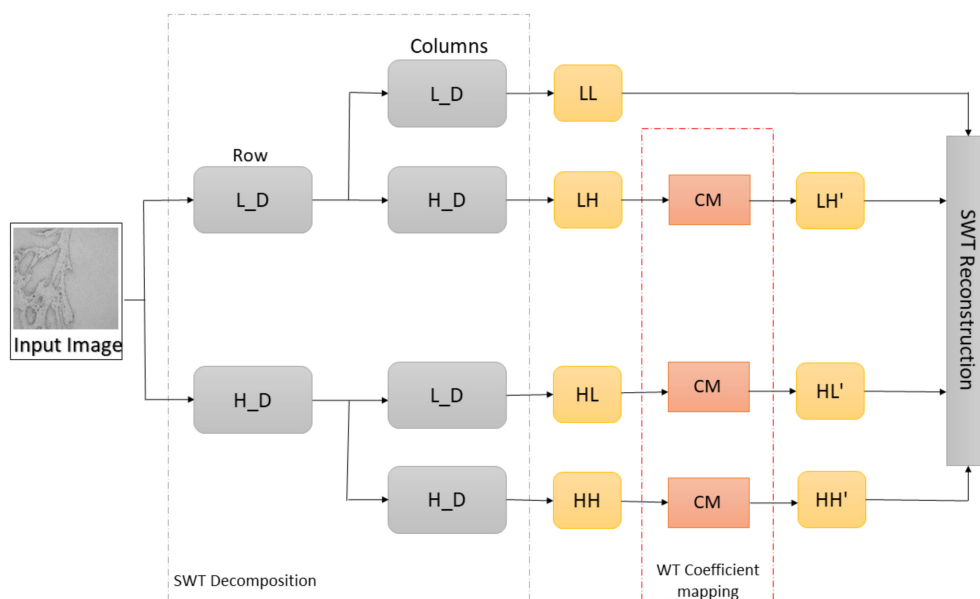 Columns
L_D
LL
Row
L_D
H_D
LH
CM
LH'
SWT Reconstruction
Input Image
H_D
L_D
HL
CM
HL'
H_D
HH
CM
HH'
SWT Decomposition
WT Coefficient
mapping